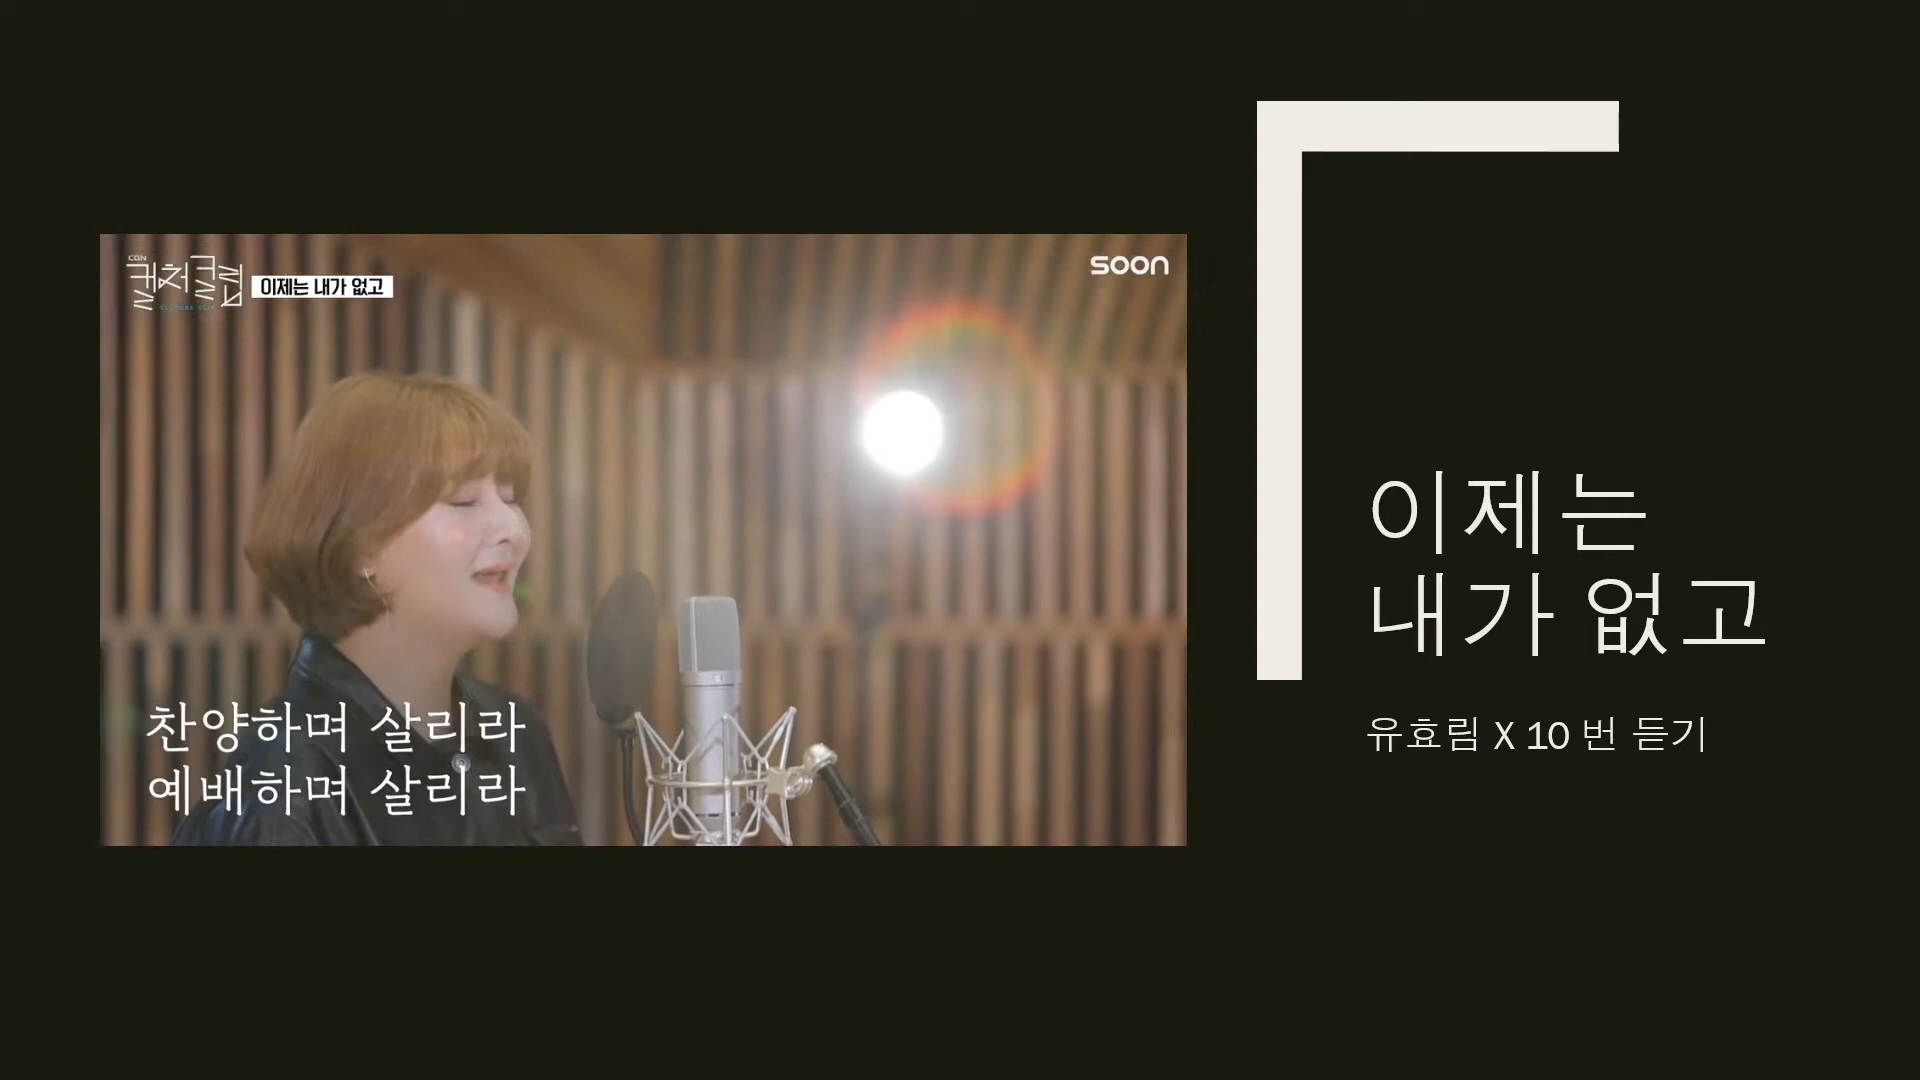 CGN
컬처클립
CULTURE CLIP
이제는 내가 없고
soon
찬양하며 살리라
예배하며 살리라
이제는
내가 없고
유효림 X 10 번 듣기